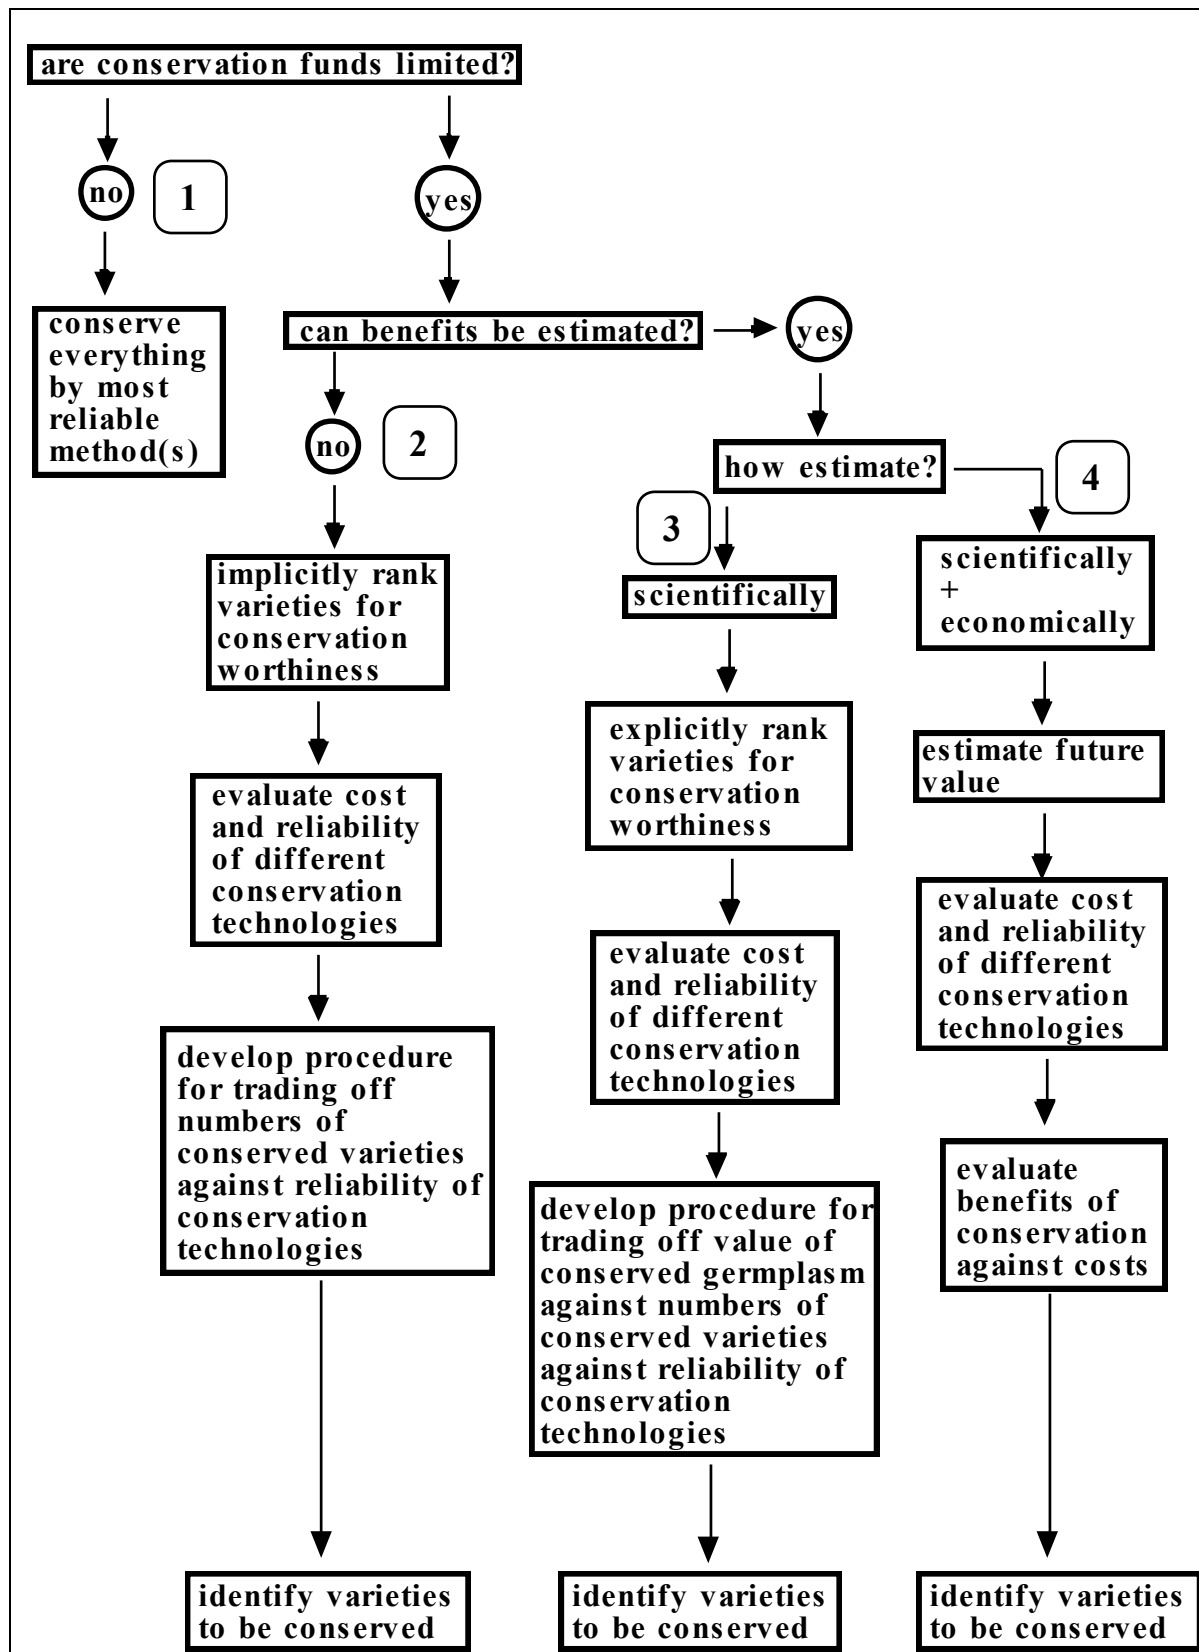 are conservation funds limited?
no
1
yes
conserve
everything
by most
reliable
method(s)
can benefits be estimated?
yes
no
2
how estimate?
4
3
implicitly rank
varieties for
conservation
worthiness
scientifically
scientifically
+
economically
explicitly rank
varieties for
conservation
worthiness
estimate future
value
evaluate cost
and reliability
of different
conservation
technologies
evaluate cost
and reliability
of different
conservation
technologies
evaluate cost
and reliability
of different
conservation
technologies
develop procedure
for trading off
numbers of
conserved varieties
against reliability of
conservation
technologies
develop procedure for
trading off value of
conserved germplasm
against numbers of
conserved varieties
against reliability of
conservation
technologies
evaluate
benefits of
conservation
against costs
identify varieties
to be conserved
identify varieties
to be conserved
identify varieties
to be conserved